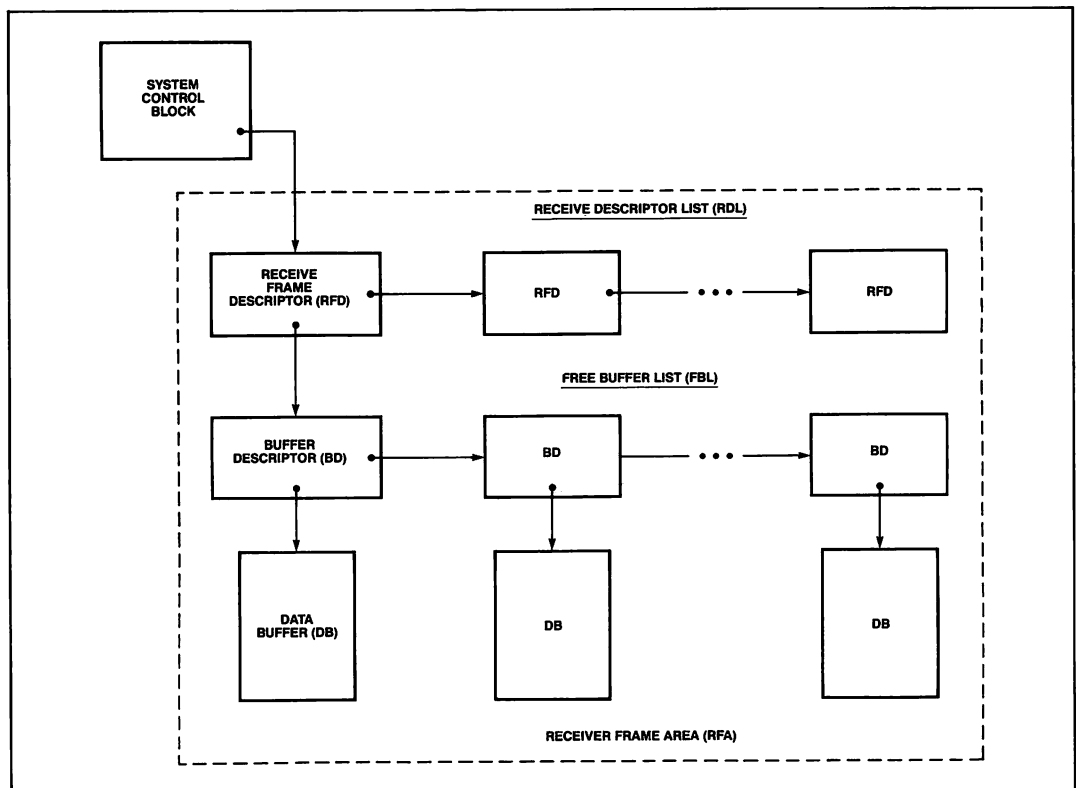 SYSTEM
CONTROL
BLOCK
RECEIVE DESCRIPTOR LIST (RDL)
RECEIVE
FRAME
DESCRIPTOR (RFD)
RFD
RFD
FREE BUFFER LIST (FBL)
BUFFER
DESCRIPTOR (BD)
BD
BD
DATA
BUFFER (DB)
DB
DB
RECEIVER FRAME AREA (RFA)